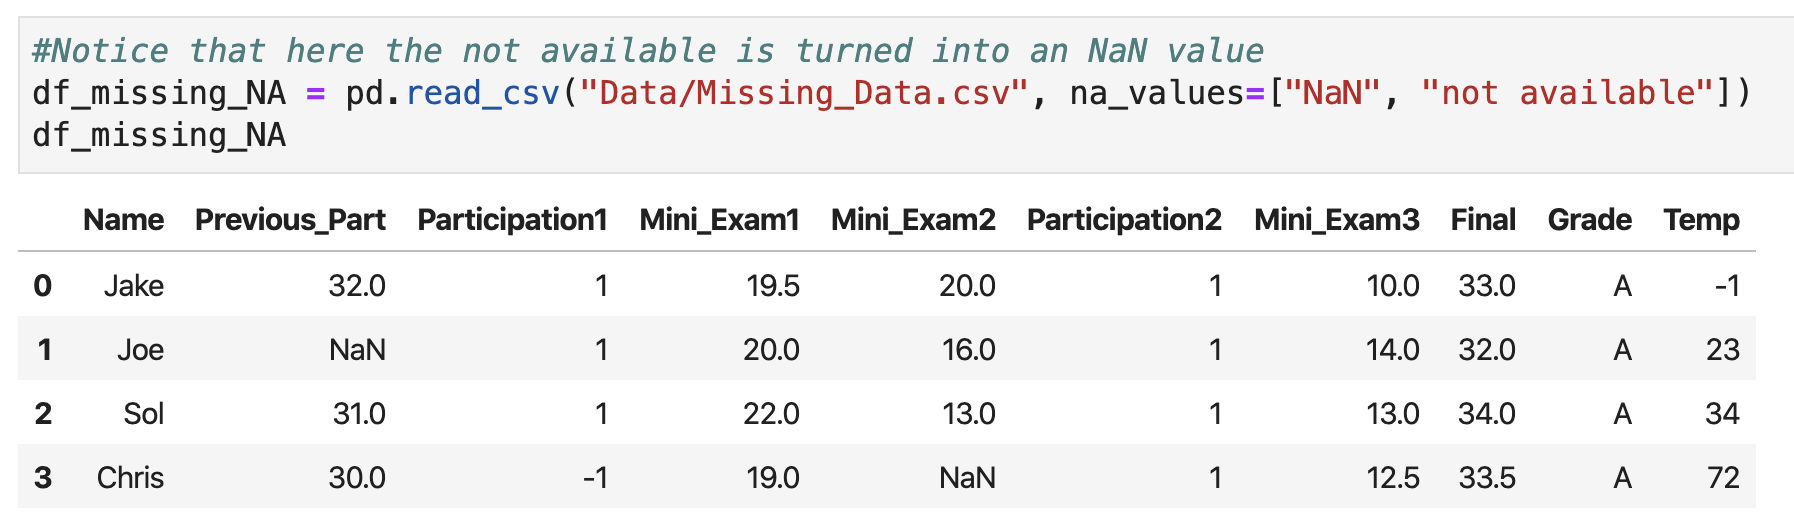 #Notice that here the not available is turned into an NaN value
df_missing_NA = pd.read_csv("Data/Missing_Data.csv", na_values=["NaN", "not available"])
df_missing_NA
Name Previous_Part Participation1 Mini_Exam1 Mini_Exam2 Participation2 Mini_Exam3 Final Grade Temp
0 Jake 32.0 1 19.5 20.0 1 10.0 33.0 A -1
1 Joe NaN 1 20.0 16.0 1 14.0 32.0 A 23
2 Sol 31.0 1 22.0 13.0 1 13.0 34.0 A 34
3 Chris 30.0 -1 19.0 NaN 1 12.5 33.5 A 72